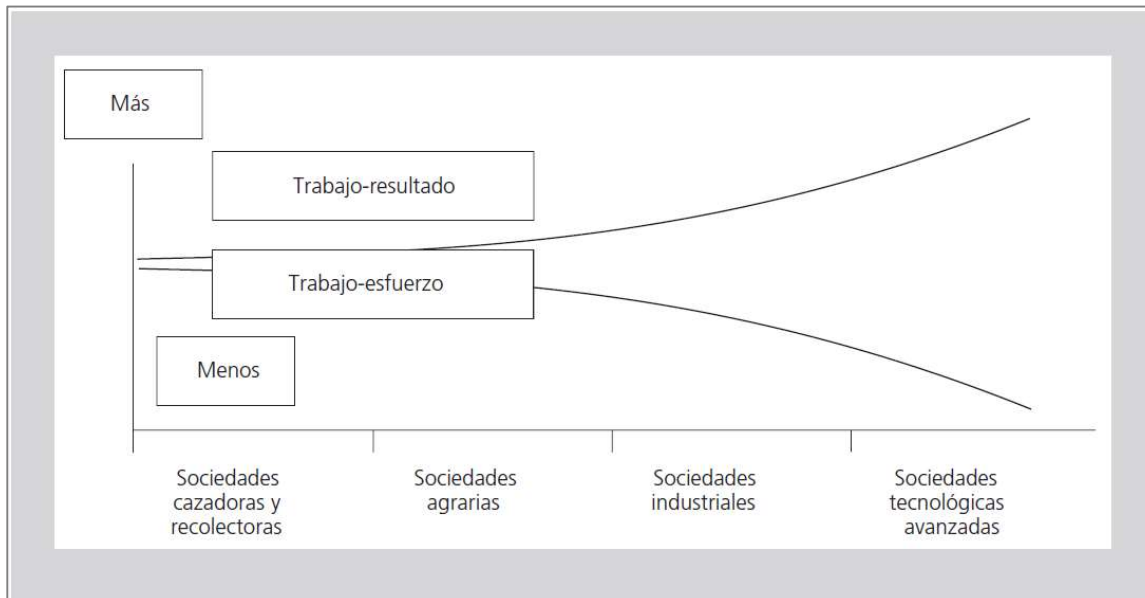 Más
Trabajo-resultado
Trabajo-esfuerzo
Menos
Sociedades
cazadoras y
recolectoras
Sociedades
agrarias
Sociedades
industriales
Sociedades
tecnológicas
avanzadas